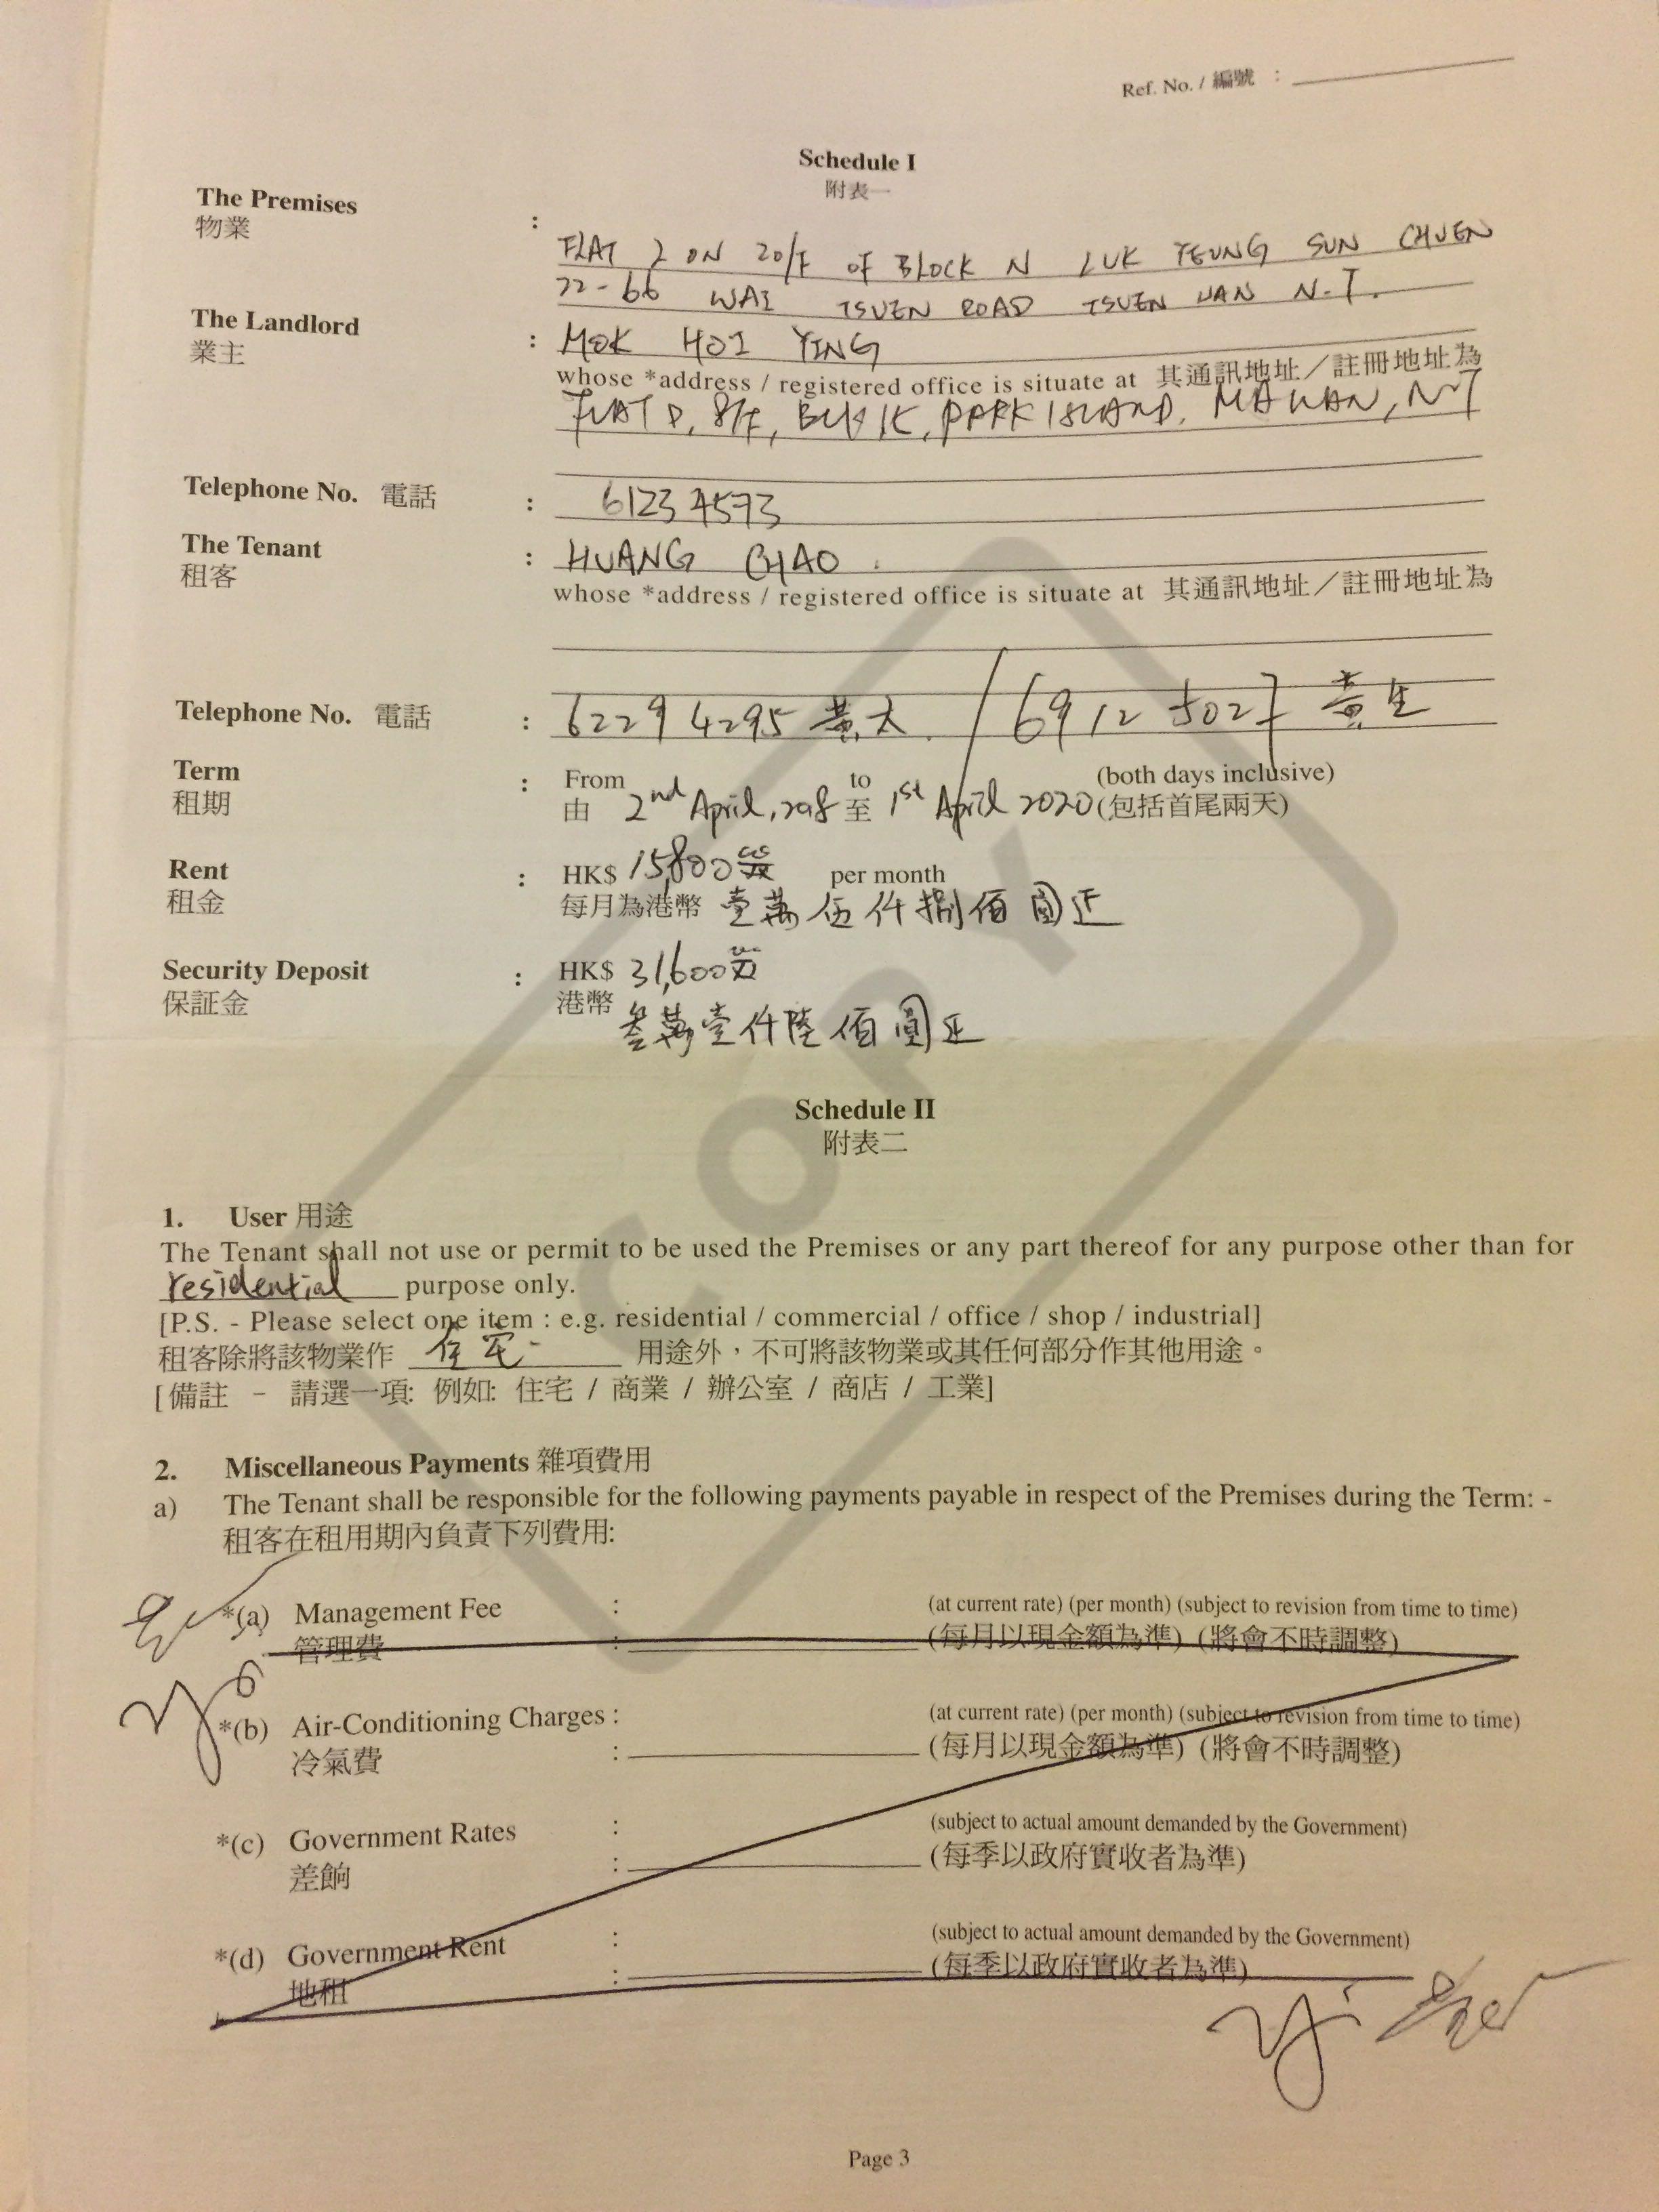 Ref. No. / 編號 :
Schedule I
附表一
The Premises
物業
:
FLAT 2 ON 20/F OF BLOCK N LUK YEUNG SUN CHUEN
22-66 WAI TSUEN ROAD TSUEN WAN N.T.
The Landlord
業主
: MOK HOI YING
whose *address / registered office is situate at 其通訊地址／註冊地址為
FLAT D, 8/F, BLK 1C, PARK ISLAND, MA WAN, NT
Telephone No. 電話 : 6123 4573
The Tenant
租客
: HUANG CHAO.
whose *address / registered office is situate at 其通訊地址／註冊地址為
Telephone No. 電話 : 6229 4295 黃太 / 6912 5027 黃生
Term
租期
: From to (both days inclusive)
由 2nd April, 2018 至 1st April 2020 (包括首尾兩天)
Rent
租金
: HK$ 15,800 per month
每月為港幣 壹萬伍仟捌佰圓正
Security Deposit
保証金
: HK$ 31,600
港幣
叁萬壹仟陸佰圓正
Schedule II
附表二
1. User 用途
The Tenant shall not use or permit to be used the Premises or any part thereof for any purpose other than for
residential purpose only.
[P.S. - Please select one item : e.g. residential / commercial / office / shop / industrial]
租客除將該物業作 住宅 用途外，不可將該物業或其任何部分作其他用途。
[備註 - 請選一項: 例如: 住宅 / 商業 / 辦公室 / 商店 / 工業]
2. Miscellaneous Payments 雜項費用
a) The Tenant shall be responsible for the following payments payable in respect of the Premises during the Term: -
租客在租用期內負責下列費用:
*(a) Management Fee : (at current rate) (per month) (subject to revision from time to time)
管理費 : (每月以現金額為準) (將會不時調整)
*(b) Air-Conditioning Charges : (at current rate) (per month) (subject to revision from time to time)
冷氣費 : (每月以現金額為準) (將會不時調整)
*(c) Government Rates : (subject to actual amount demanded by the Government)
差餉 : (每季以政府實收者為準)
*(d) Government Rent : (subject to actual amount demanded by the Government)
地租 : (每季以政府實收者為準)
Page 3
COPY